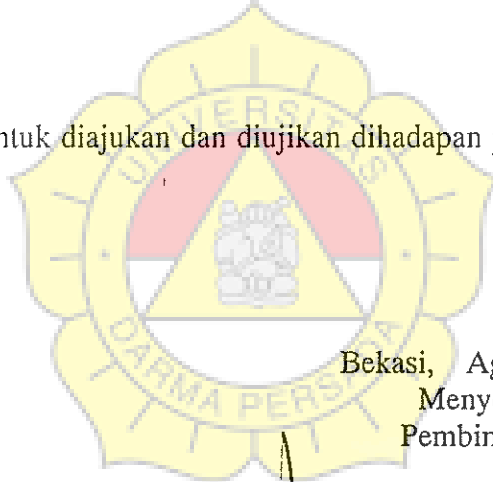 ntuk diajukan dan diujikan dihadapan
UNIVERSITAS
DARMA PERSADA
Bekasi, Ag
Meny
Pembin